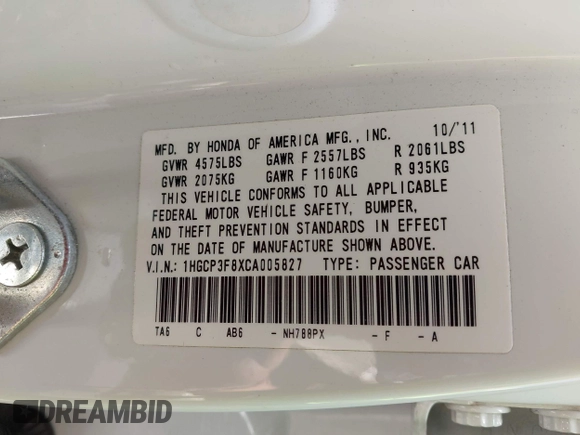 MFD. BY HONDA OF AMERICA MFG., INC. 10/'11
GVWR 4575LBS GAWR F 2557LBS R 2061LBS
GVWR 2075KG GAWR F 1160KG R 935KG
THIS VEHICLE CONFORMS TO ALL APPLICABLE
FEDERAL MOTOR VEHICLE SAFETY, BUMPER,
AND THEFT PREVENTION STANDARDS IN EFFECT
ON THE DATE OF MANUFACTURE SHOWN ABOVE.
V.I.N.: 1HGCP3F8XCA005827 TYPE: PASSENGER CAR
TA6 C AB6 - NH788PX - F - A
DREAMBID